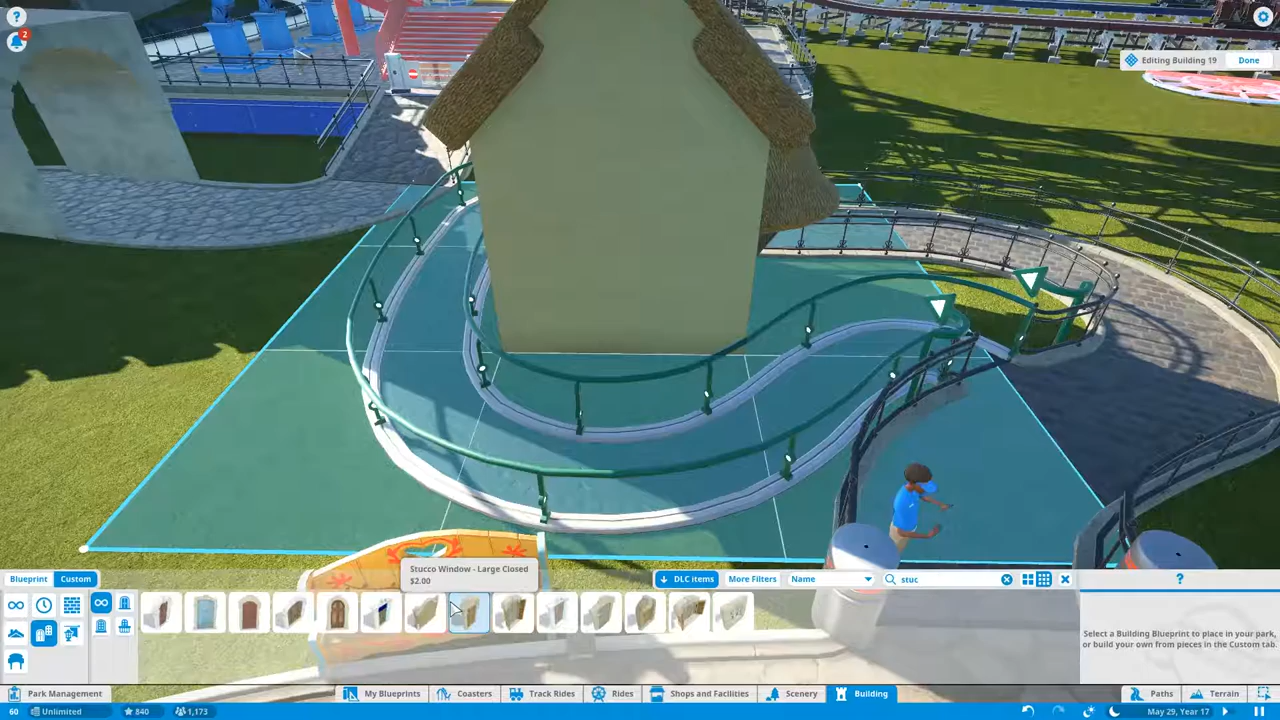 ?
2
Editing Building 19
Done
Stucco Window - Large Closed
$2.00
Blueprint
Custom
DLC items
More Filters
Name
stuc
?
Select a Building Blueprint to place in your park,
or build your own from pieces in the Custom tab.
Park Management
My Blueprints
Coasters
Track Rides
Rides
Shops and Facilities
Scenery
Building
Paths
Terrain
60
Unlimited
840
1,173
May 29, Year 17